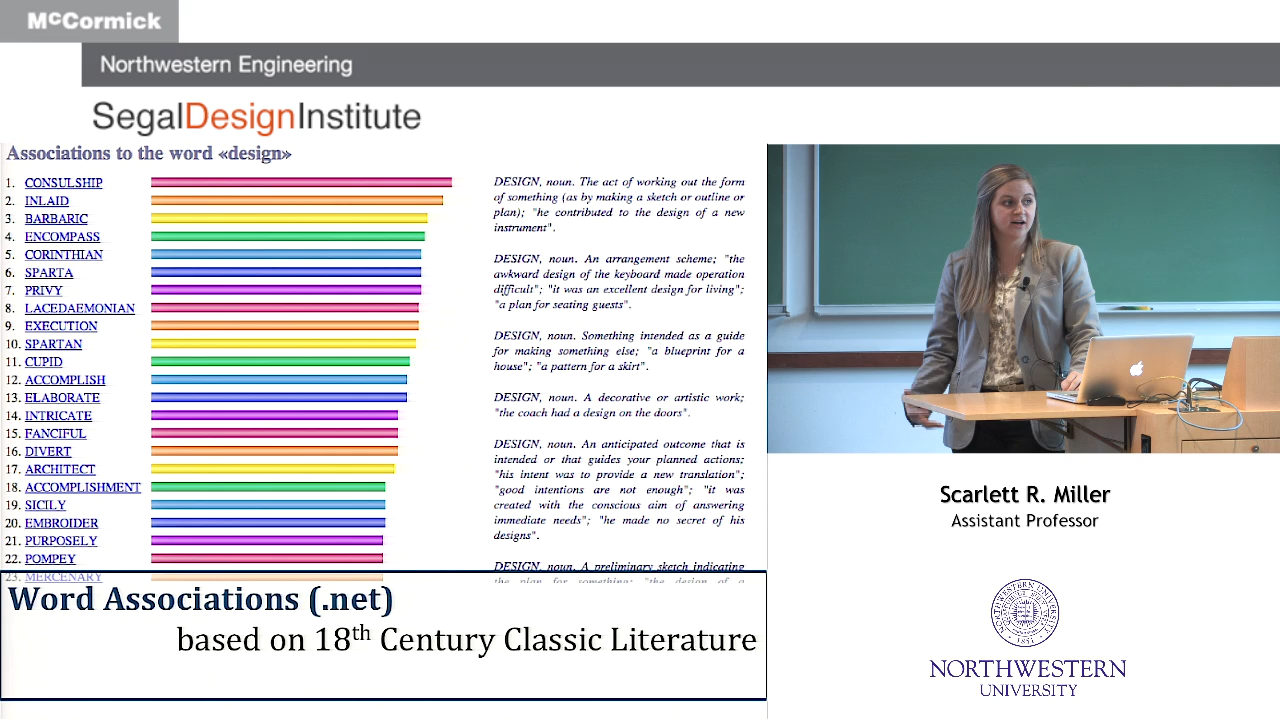 McCormick
Northwestern Engineering
SegalDesignInstitute
Associations to the word «design»
1. CONSULSHIP
2. INLAID
3. BARBARIC
4. ENCOMPASS
5. CORINTHIAN
6. SPARTA
7. PRIVY
8. LACEDAEMONIAN
9. EXECUTION
10. SPARTAN
11. CUPID
12. ACCOMPLISH
13. ELABORATE
14. INTRICATE
15. FANCIFUL
16. DIVERT
17. ARCHITECT
18. ACCOMPLISHMENT
19. SICILY
20. EMBROIDER
21. PURPOSELY
22. POMPEY
23. MERCENARY
DESIGN, noun. The act of working out the form
of something (as by making a sketch or outline or
plan); "he contributed to the design of a new
instrument".
DESIGN, noun. An arrangement scheme; "the
awkward design of the keyboard made operation
difficult"; "it was an excellent design for living";
"a plan for seating guests".
DESIGN, noun. Something intended as a guide
for making something else; "a blueprint for a
house"; "a pattern for a skirt".
DESIGN, noun. A decorative or artistic work;
"the coach had a design on the doors".
DESIGN, noun. An anticipated outcome that is
intended or that guides your planned actions;
"his intent was to provide a new translation";
"good intentions are not enough"; "it was
created with the conscious aim of answering
immediate needs"; "he made no secret of his
designs".
DESIGN, noun. A preliminary sketch indicating
the plan for something; "the design of a
Word Associations (.net)
based on 18th Century Classic Literature
Scarlett R. Miller
Assistant Professor
NORTHWESTERN
UNIVERSITY